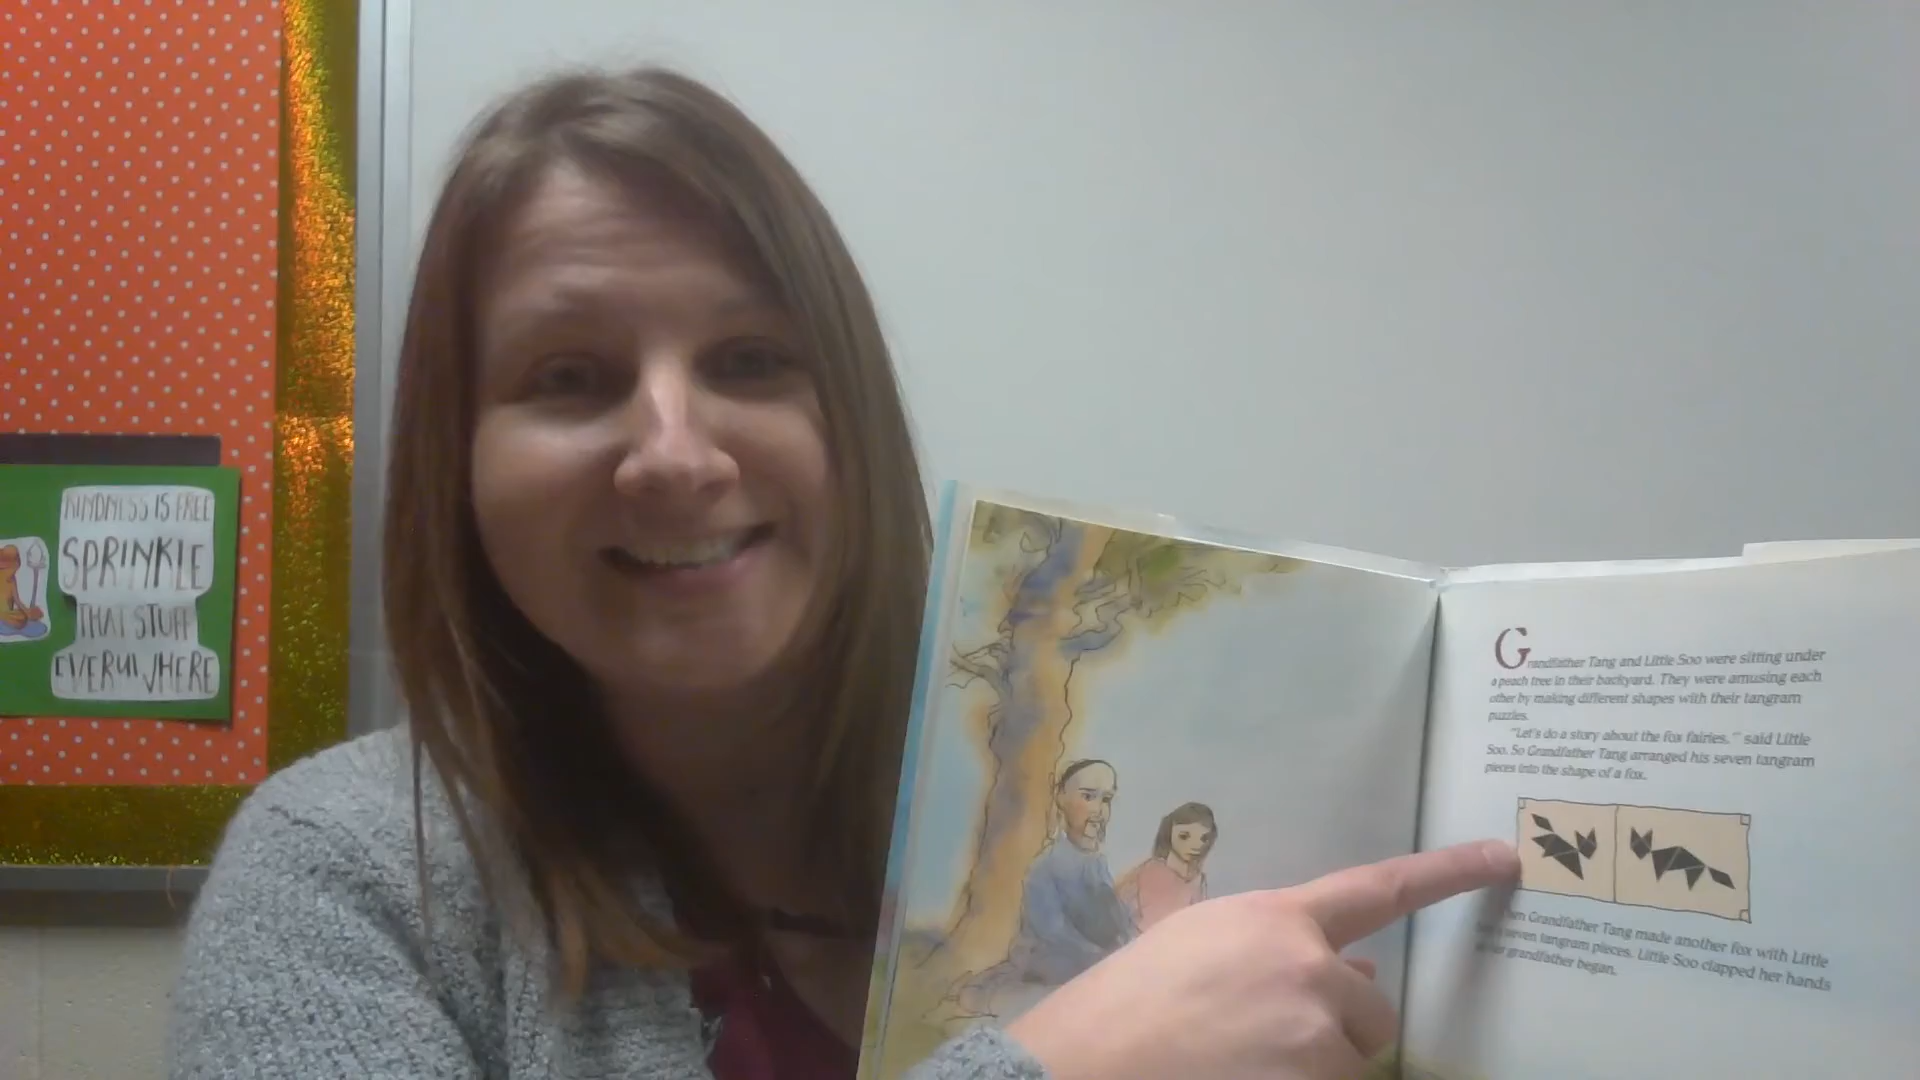 KINDNESS IS FREE
SPRINKLE
THAT STUFF
EVERYWHERE
Grandfather Tang and Little Soo were sitting under
a peach tree in their backyard. They were amusing each
other by making different shapes with their tangram
puzzles.
"Let's do a story about the fox fairies," said Little
Soo. So Grandfather Tang arranged his seven tangram
pieces into the shape of a fox.
Grandfather Tang made another fox with Little
seven tangram pieces. Little Soo clapped her hands
grandfather began.